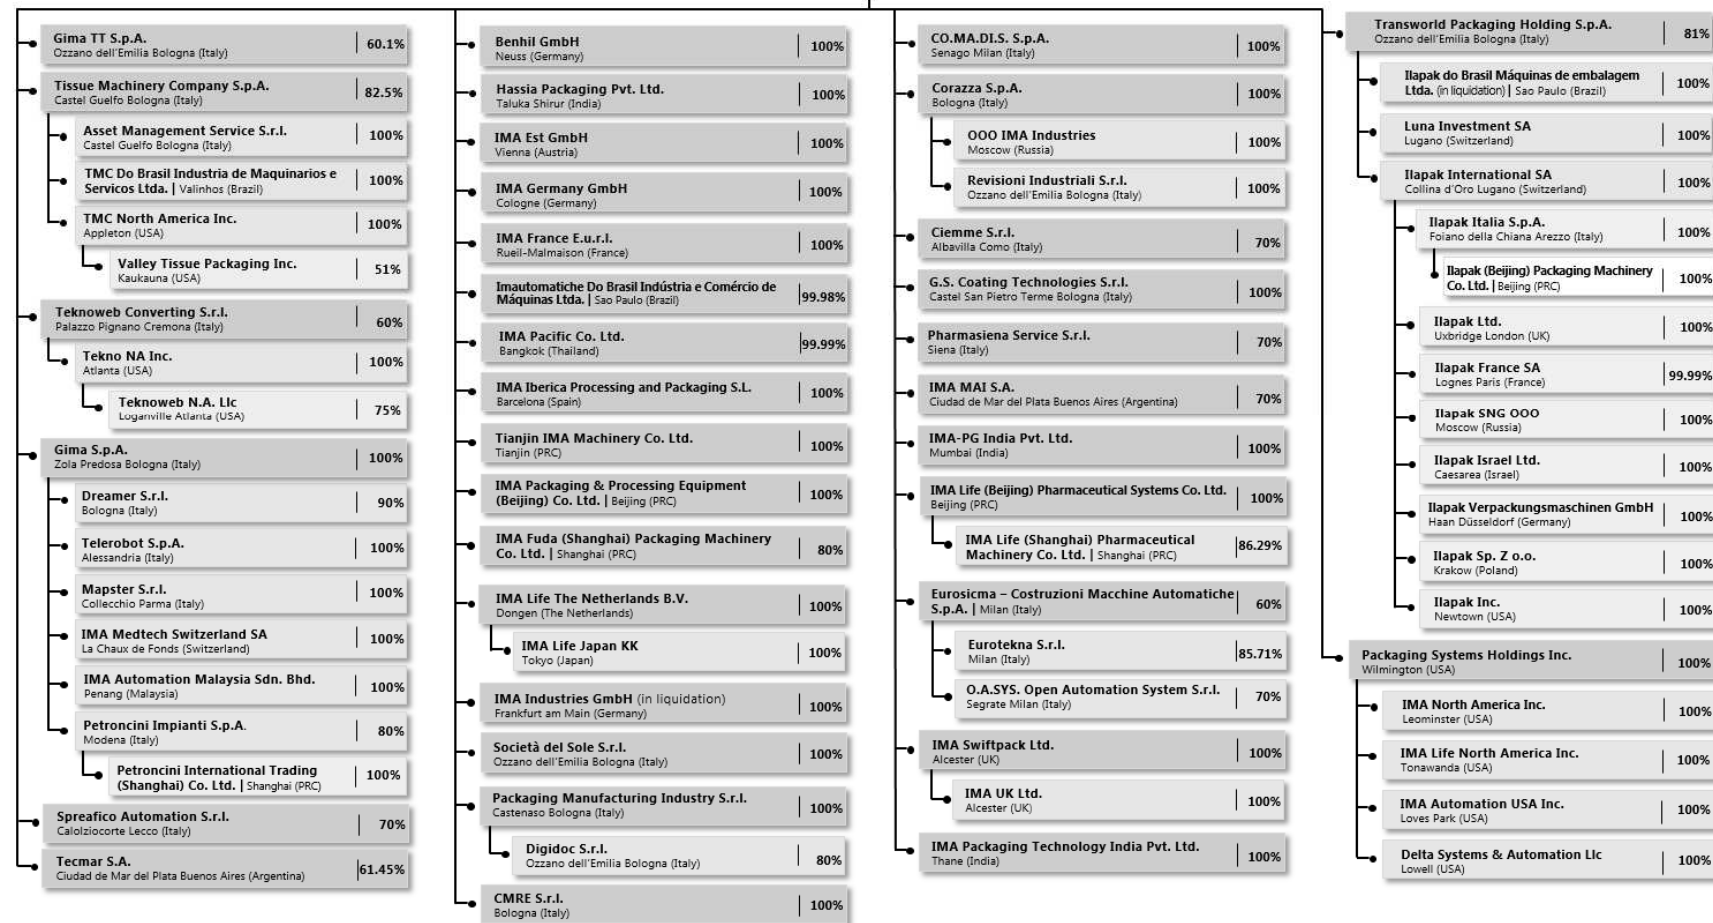 Gima TT S.p.A.
Ozzano dell'Emilia Bologna (Italy)
60.1%
Tissue Machinery Company S.p.A.
Castel Guelfo Bologna (Italy)
82.5%
Asset Management Service S.r.l.
Castel Guelfo Bologna (Italy)
100%
TMC Do Brasil Industria de Maquinarios e
Servicos Ltda. | Valinhos (Brazil)
100%
TMC North America Inc.
Appleton (USA)
100%
Valley Tissue Packaging Inc.
Kaukauna (USA)
51%
Teknoweb Converting S.r.l.
Palazzo Pignano Cremona (Italy)
60%
Tekno NA Inc.
Atlanta (USA)
100%
Teknoweb N.A. Llc
Loganville Atlanta (USA)
75%
Gima S.p.A.
Zola Predosa Bologna (Italy)
100%
Dreamer S.r.l.
Bologna (Italy)
90%
Telerobot S.p.A.
Alessandria (Italy)
100%
Mapster S.r.l.
Collecchio Parma (Italy)
100%
IMA Medtech Switzerland SA
La Chaux de Fonds (Switzerland)
100%
IMA Automation Malaysia Sdn. Bhd.
Penang (Malaysia)
100%
Petroncini Impianti S.p.A.
Modena (Italy)
80%
Petroncini International Trading
(Shanghai) Co. Ltd. | Shanghai (PRC)
100%
Spreafico Automation S.r.l.
Calolziocorte Lecco (Italy)
70%
Tecmar S.A.
Ciudad de Mar del Plata Buenos Aires (Argentina)
61.45%
Benhil GmbH
Neuss (Germany)
100%
Hassia Packaging Pvt. Ltd.
Taluka Shirur (India)
100%
IMA Est GmbH
Vienna (Austria)
100%
IMA Germany GmbH
Cologne (Germany)
100%
IMA France E.u.r.l.
Rueil-Malmaison (France)
100%
Imautomatiche Do Brasil Indústria e Comércio de
Máquinas Ltda. | Sao Paulo (Brazil)
99.98%
IMA Pacific Co. Ltd.
Bangkok (Thailand)
99.99%
IMA Iberica Processing and Packaging S.L.
Barcelona (Spain)
100%
Tianjin IMA Machinery Co. Ltd.
Tianjin (PRC)
100%
IMA Packaging & Processing Equipment
(Beijing) Co. Ltd. | Beijing (PRC)
100%
IMA Fuda (Shanghai) Packaging Machinery
Co. Ltd. | Shanghai (PRC)
80%
IMA Life The Netherlands B.V.
Dongen (The Netherlands)
100%
IMA Life Japan KK
Tokyo (Japan)
100%
IMA Industries GmbH (in liquidation)
Frankfurt am Main (Germany)
100%
Società del Sole S.r.l.
Ozzano dell'Emilia Bologna (Italy)
100%
Packaging Manufacturing Industry S.r.l.
Castenaso Bologna (Italy)
100%
Digidoc S.r.l.
Ozzano dell'Emilia Bologna (Italy)
80%
CMRE S.r.l.
Bologna (Italy)
100%
CO.MA.DI.S. S.p.A.
Senago Milan (Italy)
100%
Corazza S.p.A.
Bologna (Italy)
100%
OOO IMA Industries
Moscow (Russia)
100%
Revisioni Industriali S.r.l.
Ozzano dell'Emilia Bologna (Italy)
100%
Ciemme S.r.l.
Albavilla Como (Italy)
70%
G.S. Coating Technologies S.r.l.
Castel San Pietro Terme Bologna (Italy)
100%
Pharmasiena Service S.r.l.
Siena (Italy)
70%
IMA MAI S.A.
Ciudad de Mar del Plata Buenos Aires (Argentina)
70%
IMA-PG India Pvt. Ltd.
Mumbai (India)
100%
IMA Life (Beijing) Pharmaceutical Systems Co. Ltd.
Beijing (PRC)
100%
IMA Life (Shanghai) Pharmaceutical
Machinery Co. Ltd. | Shanghai (PRC)
86.29%
Eurosicma – Costruzioni Macchine Automatiche
S.p.A. | Milan (Italy)
60%
Eurotekna S.r.l.
Milan (Italy)
85.71%
O.A.SYS. Open Automation System S.r.l.
Segrate Milan (Italy)
70%
IMA Swiftpack Ltd.
Alcester (UK)
100%
IMA UK Ltd.
Alcester (UK)
100%
IMA Packaging Technology India Pvt. Ltd.
Thane (India)
100%
Transworld Packaging Holding S.p.A.
Ozzano dell'Emilia Bologna (Italy)
81%
Ilapak do Brasil Máquinas de embalagem
Ltda. (in liquidation) | Sao Paulo (Brazil)
100%
Luna Investment SA
Lugano (Switzerland)
100%
Ilapak International SA
Collina d'Oro Lugano (Switzerland)
100%
Ilapak Italia S.p.A.
Foiano della Chiana Arezzo (Italy)
100%
Ilapak (Beijing) Packaging Machinery
Co. Ltd. | Beijing (PRC)
100%
Ilapak Ltd.
Uxbridge London (UK)
100%
Ilapak France SA
Lognes Paris (France)
99.99%
Ilapak SNG OOO
Moscow (Russia)
100%
Ilapak Israel Ltd.
Caesarea (Israel)
100%
Ilapak Verpackungsmaschinen GmbH
Haan Düsseldorf (Germany)
100%
Ilapak Sp. Z o.o.
Krakow (Poland)
100%
Ilapak Inc.
Newtown (USA)
100%
Packaging Systems Holdings Inc.
Wilmington (USA)
100%
IMA North America Inc.
Leominster (USA)
100%
IMA Life North America Inc.
Tonawanda (USA)
100%
IMA Automation USA Inc.
Loves Park (USA)
100%
Delta Systems & Automation Llc
Lowell (USA)
100%